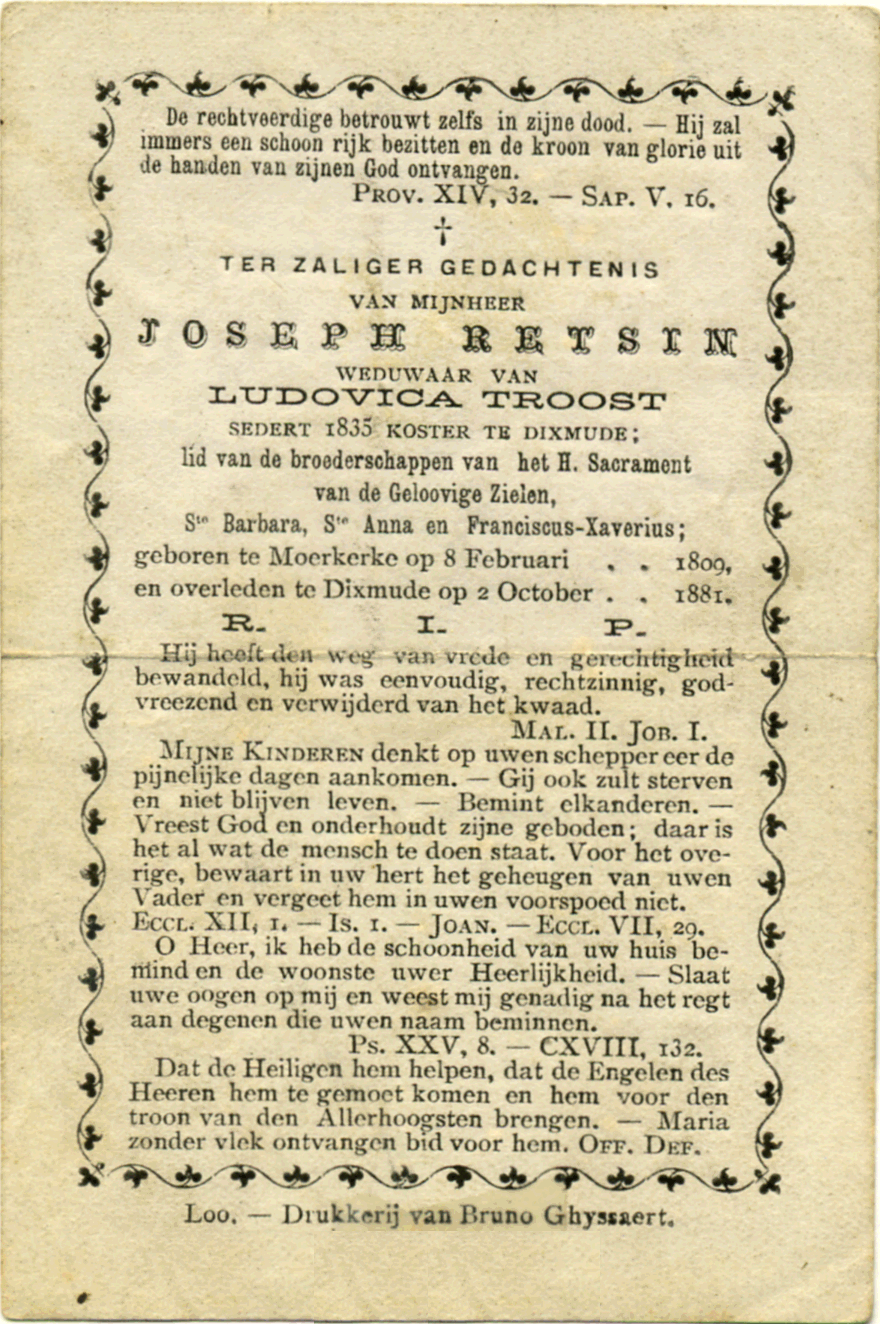 De rechtveerdige betrouwt zelfs in zijne dood. — Hij zal
immers een schoon rijk bezitten en de kroon van glorie uit
de handen van zijnen God ontvangen.
PROV. XIV, 32. — SAP. V. 16.
†
TER ZALIGER GEDACHTENIS
VAN MIJNHEER
JOSEPH RETSIN
WEDUWAAR VAN
LUDOVICA TROOST
SEDERT 1835 KOSTER TE DIXMUDE;
lid van de broederschappen van het H. Sacrament
van de Geloovige Zielen,
Ste Barbara, Ste Anna en Franciscus-Xaverius;
geboren te Moerkerke op 8 Februari . . 1809,
en overleden te Dixmude op 2 October . . 1881.
R. I. P.
Hij heeft den weg van vrede en gerechtigheid
bewandeld, hij was eenvoudig, rechtzinnig, god-
vreezend en verwijderd van het kwaad.
MAL. II. JOB. I.
MIJNE KINDEREN denkt op uwen schepper eer de
pijnelijke dagen aankomen. — Gij ook zult sterven
en niet blijven leven. — Bemint elkanderen. —
Vreest God en onderhoudt zijne geboden; daar is
het al wat de mensch te doen staat. Voor het ove-
rige, bewaart in uw hert het geheugen van uwen
Vader en vergeet hem in uwen voorspoed niet.
ECCL. XII, 1. — IS. 1. — JOAN. — ECCL. VII, 29.
O Heer, ik heb de schoonheid van uw huis be-
mind en de woonste uwer Heerlijkheid. — Slaat
uwe oogen op mij en weest mij genadig na het regt
aan degenen die uwen naam beminnen.
PS. XXV, 8. — CXVIII, 132.
Dat de Heiligen hem helpen, dat de Engelen des
Heeren hem te gemoet komen en hem voor den
troon van den Allerhoogsten brengen. — Maria
zonder vlek ontvangen bid voor hem. OFF. DEF.
Loo. — Drukkerij van Bruno Ghyssaert.